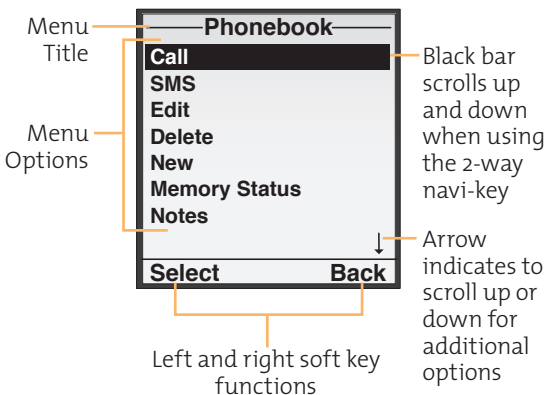 Menu
Title
Menu
Options
Phonebook
Call
SMS
Edit
Delete
New
Memory Status
Notes
Select Back
Black bar
scrolls up
and down
when using
the 2-way
navi-key
Arrow
indicates to
scroll up or
down for
additional
options
Left and right soft key
functions